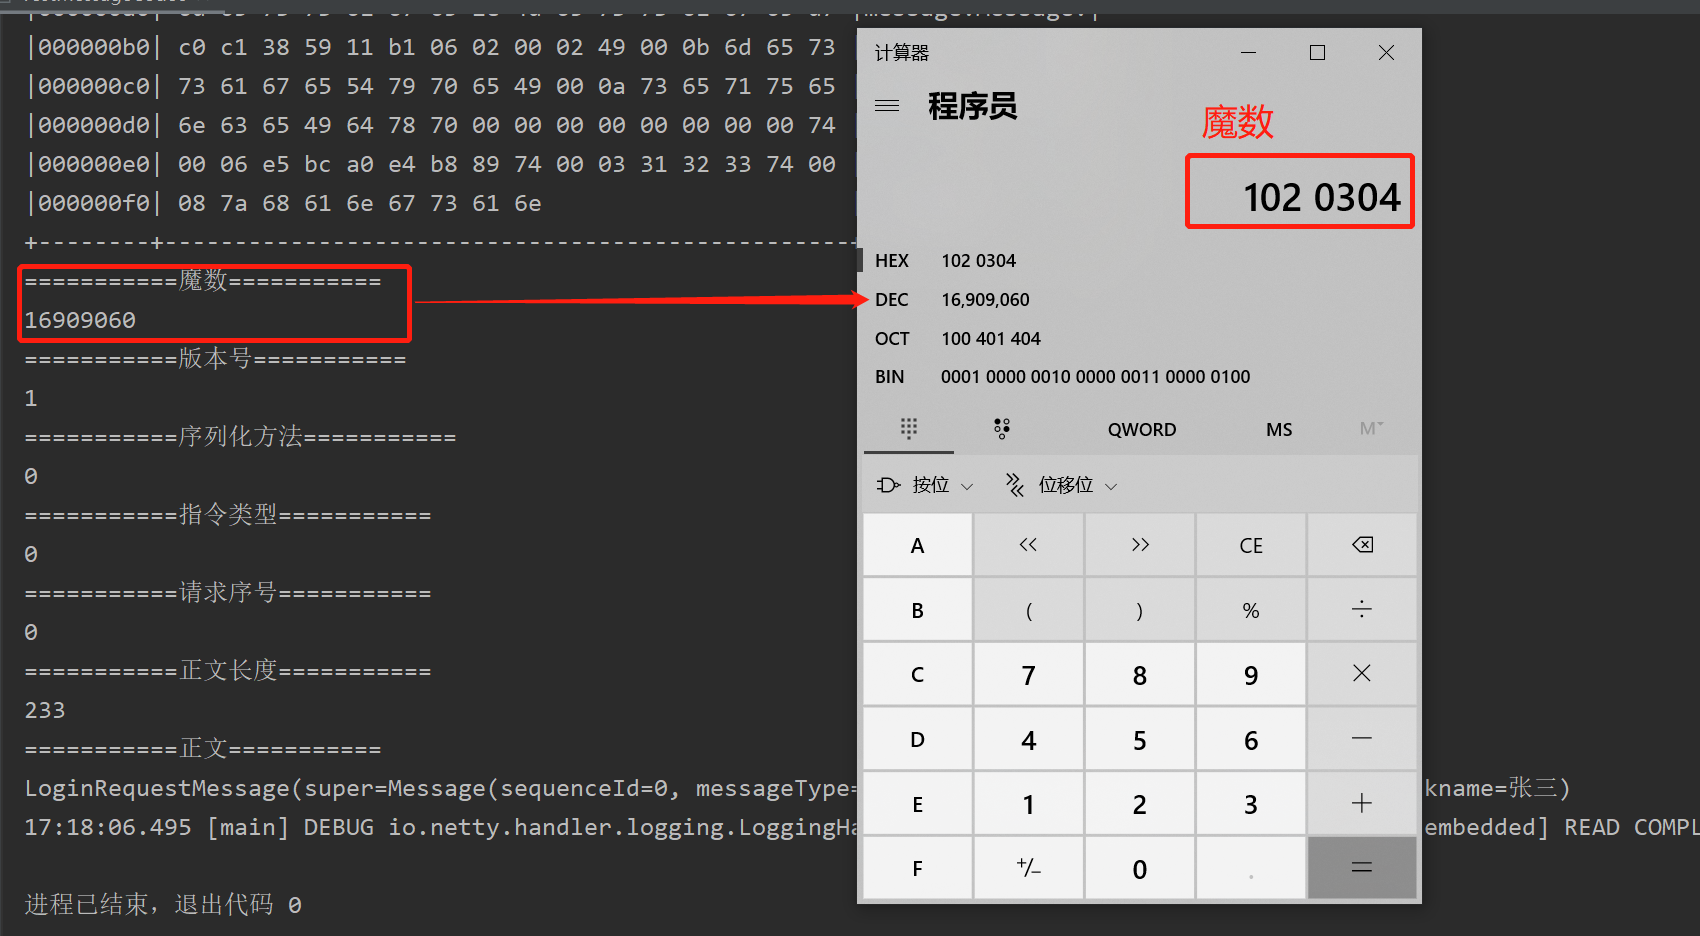 |000000b0| c0 c1 38 59 11 b1 06 02 00 02 49 00 0b 6d 65 73
|000000c0| 73 61 67 65 54 79 70 65 49 00 0a 73 65 71 75 65
|000000d0| 6e 63 65 49 64 78 70 00 00 00 00 00 00 00 00 74
|000000e0| 00 06 e5 bc a0 e4 b8 89 74 00 03 31 32 33 74 00
|000000f0| 08 7a 68 61 6e 67 73 61 6e
+--------+--------------------------------------------------
===========魔数===========
16909060
===========版本号===========
1
===========序列化方法===========
0
===========指令类型===========
0
===========请求序号===========
0
===========正文长度===========
233
===========正文===========
LoginRequestMessage(super=Message(sequenceId=0, messageType= kname=张三)
17:18:06.495 [main] DEBUG io.netty.handler.logging.LoggingHa embedded] READ COMPL
进程已结束，退出代码 0
计算器
程序员
魔数
102 0304
HEX 102 0304
DEC 16,909,060
OCT 100 401 404
BIN 0001 0000 0010 0000 0011 0000 0100
QWORD MS M
按位 位移位
A << >> CE
B ( ) % ÷
C 7 8 9 ×
D 4 5 6 −
E 1 2 3 +
F +/− 0 . =